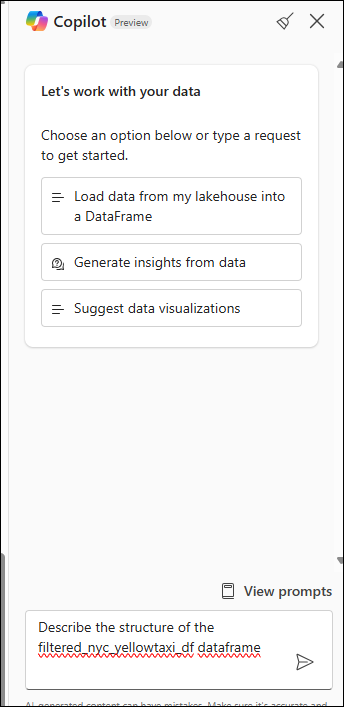 Copilot Preview
Let's work with your data
Choose an option below or type a request
to get started.
Load data from my lakehouse into
a DataFrame
Generate insights from data
Suggest data visualizations
View prompts
Describe the structure of the
filtered_nyc_yellowtaxi_df dataframe
AI-generated content can have mistakes. Make sure it's accurate and